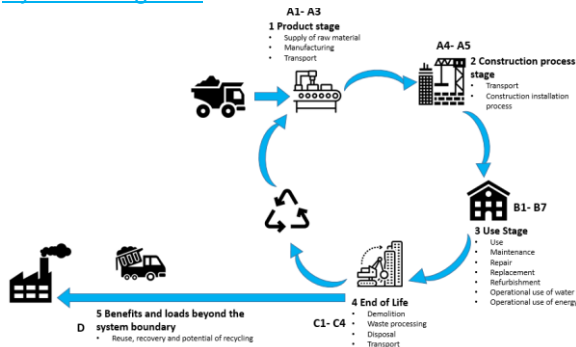 A1- A3
1 Product stage
• Supply of raw material
• Manufacturing
• Transport
A4- A5
2 Construction process
stage
• Transport
• Construction installation
process
B1- B7
3 Use Stage
• Use
• Maintenance
• Repair
• Replacement
• Refurbishment
• Operational use of water
• Operational use of energy
4 End of Life
C1- C4
• Demolition
• Waste processing
• Disposal
• Transport
5 Benefits and loads beyond the
system boundary
D
• Reuse, recovery and potential of recycling